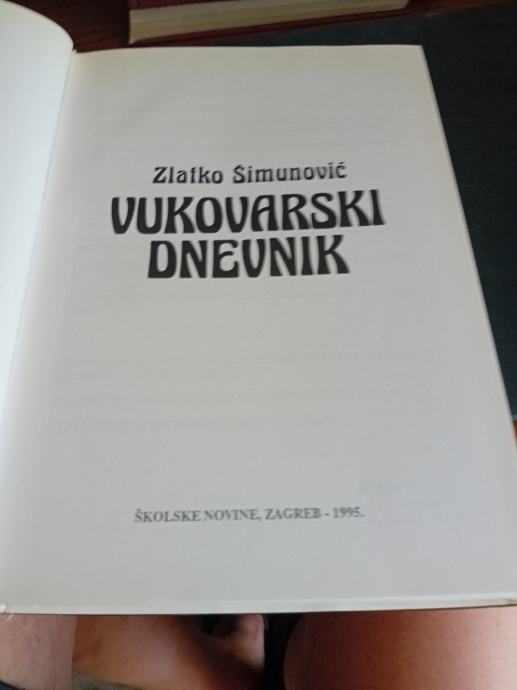 Zlatko Šimunović
VUKOVARSKI
DNEVNIK
ŠKOLSKE NOVINE, ZAGREB - 1995.